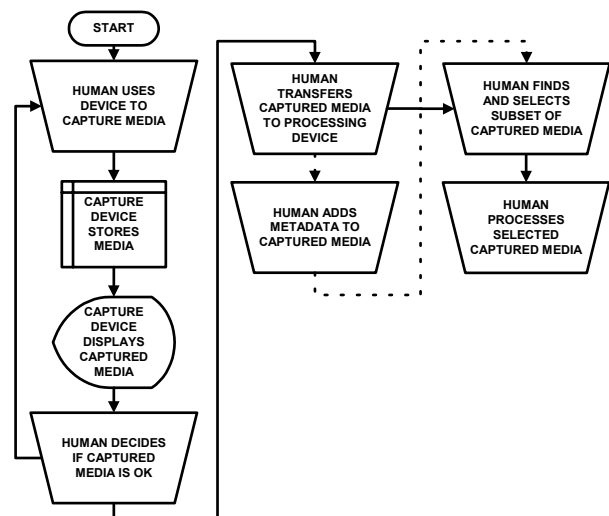 START
HUMAN USES
DEVICE TO
CAPTURE MEDIA
CAPTURE
DEVICE
STORES
MEDIA
CAPTURE
DEVICE
DISPLAYS
CAPTURED
MEDIA
HUMAN DECIDES
IF CAPTURED
MEDIA IS OK
HUMAN
TRANSFERS
CAPTURED MEDIA
TO PROCESSING
DEVICE
HUMAN ADDS
METADATA TO
CAPTURED MEDIA
HUMAN FINDS
AND SELECTS
SUBSET OF
CAPTURED MEDIA
HUMAN
PROCESSES
SELECTED
CAPTURED MEDIA